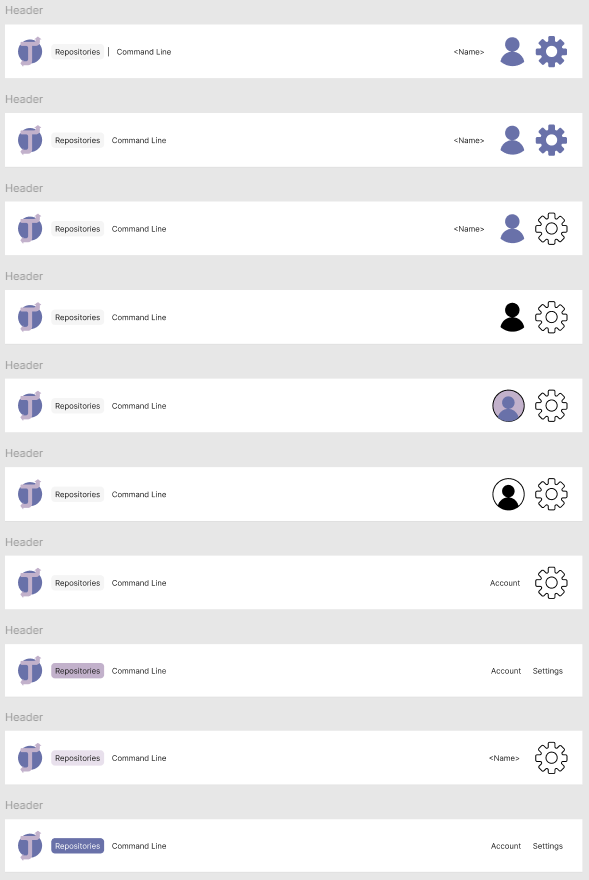 Header
Repositories | Command Line <Name>
Header
Repositories Command Line <Name>
Header
Repositories Command Line <Name>
Header
Repositories Command Line
Header
Repositories Command Line
Header
Repositories Command Line
Header
Repositories Command Line Account
Header
Repositories Command Line Account Settings
Header
Repositories Command Line <Name>
Header
Repositories Command Line Account Settings